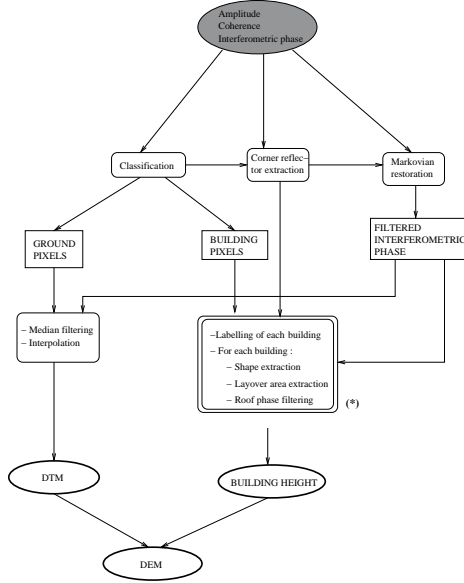 Amplitude
Coherence
Interferometric phase
Classification
Corner reflec-
tor extraction
Markovian
restoration
GROUND
PIXELS
BUILDING
PIXELS
FILTERED
INTERFEROMETRIC
PHASE
– Median filtering
– Interpolation
–Labelling of each building
– For each building :
– Shape extraction
– Layover area extraction
– Roof phase filtering
(*)
DTM
BUILDING HEIGHT
DEM